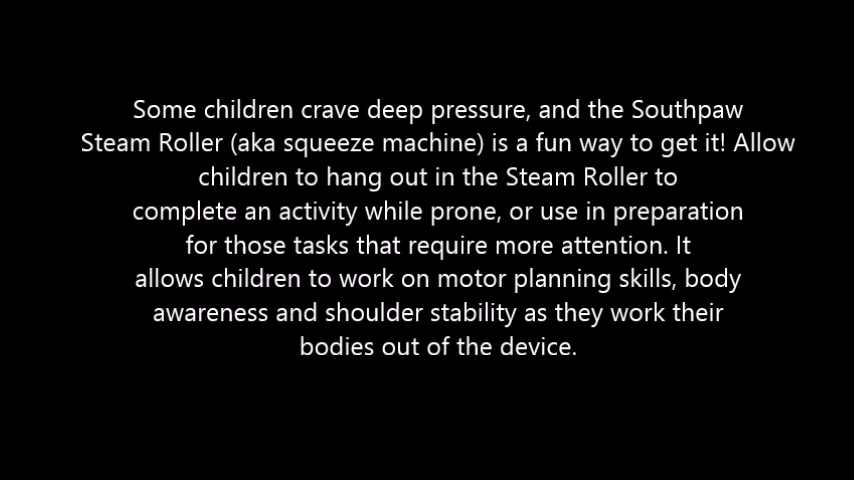 Some children crave deep pressure, and the Southpaw
Steam Roller (aka squeeze machine) is a fun way to get it! Allow
children to hang out in the Steam Roller to
complete an activity while prone, or use in preparation
for those tasks that require more attention. It
allows children to work on motor planning skills, body
awareness and shoulder stability as they work their
bodies out of the device.